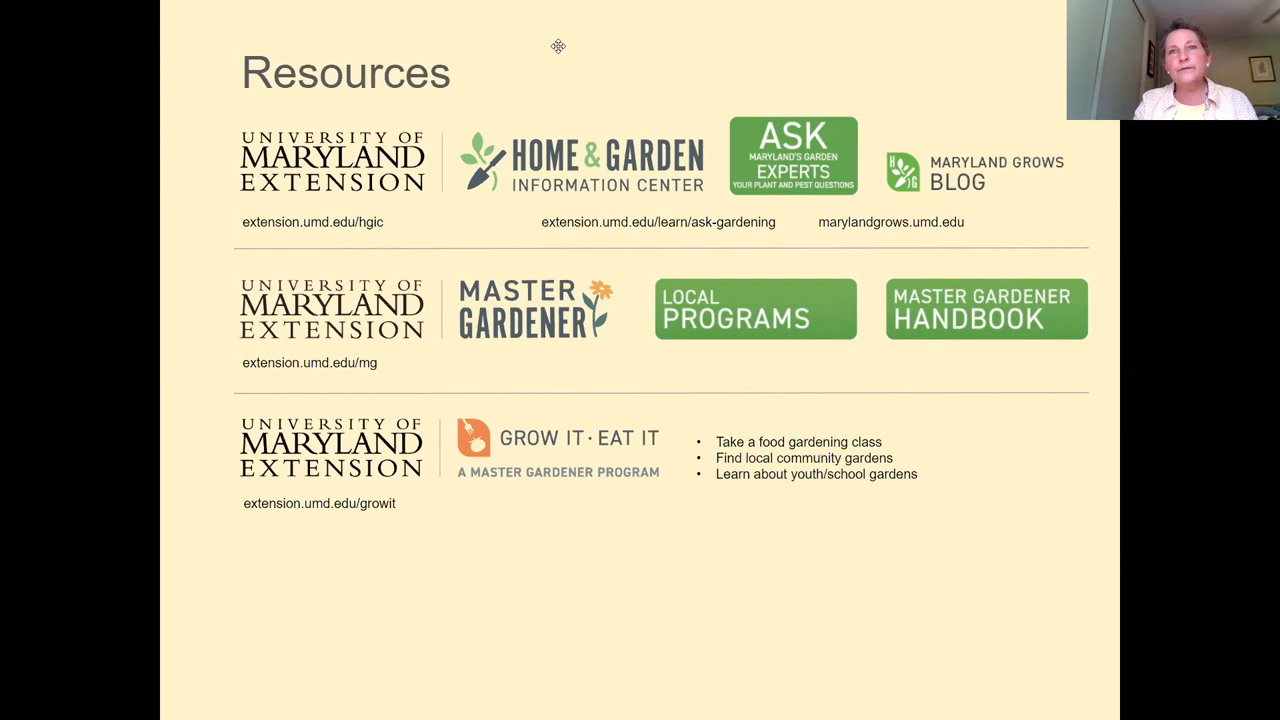 Resources
UNIVERSITY OF
MARYLAND
EXTENSION
HOME & GARDEN
INFORMATION CENTER
ASK
MARYLAND'S GARDEN
EXPERTS
YOUR PLANT AND PEST QUESTIONS
H
G
MARYLAND GROWS
BLOG
extension.umd.edu/hgic
extension.umd.edu/learn/ask-gardening
marylandgrows.umd.edu
UNIVERSITY OF
MARYLAND
EXTENSION
MASTER
GARDENER
LOCAL
PROGRAMS
MASTER GARDENER
HANDBOOK
extension.umd.edu/mg
UNIVERSITY OF
MARYLAND
EXTENSION
GROW IT · EAT IT
A MASTER GARDENER PROGRAM
• Take a food gardening class
• Find local community gardens
• Learn about youth/school gardens
extension.umd.edu/growit